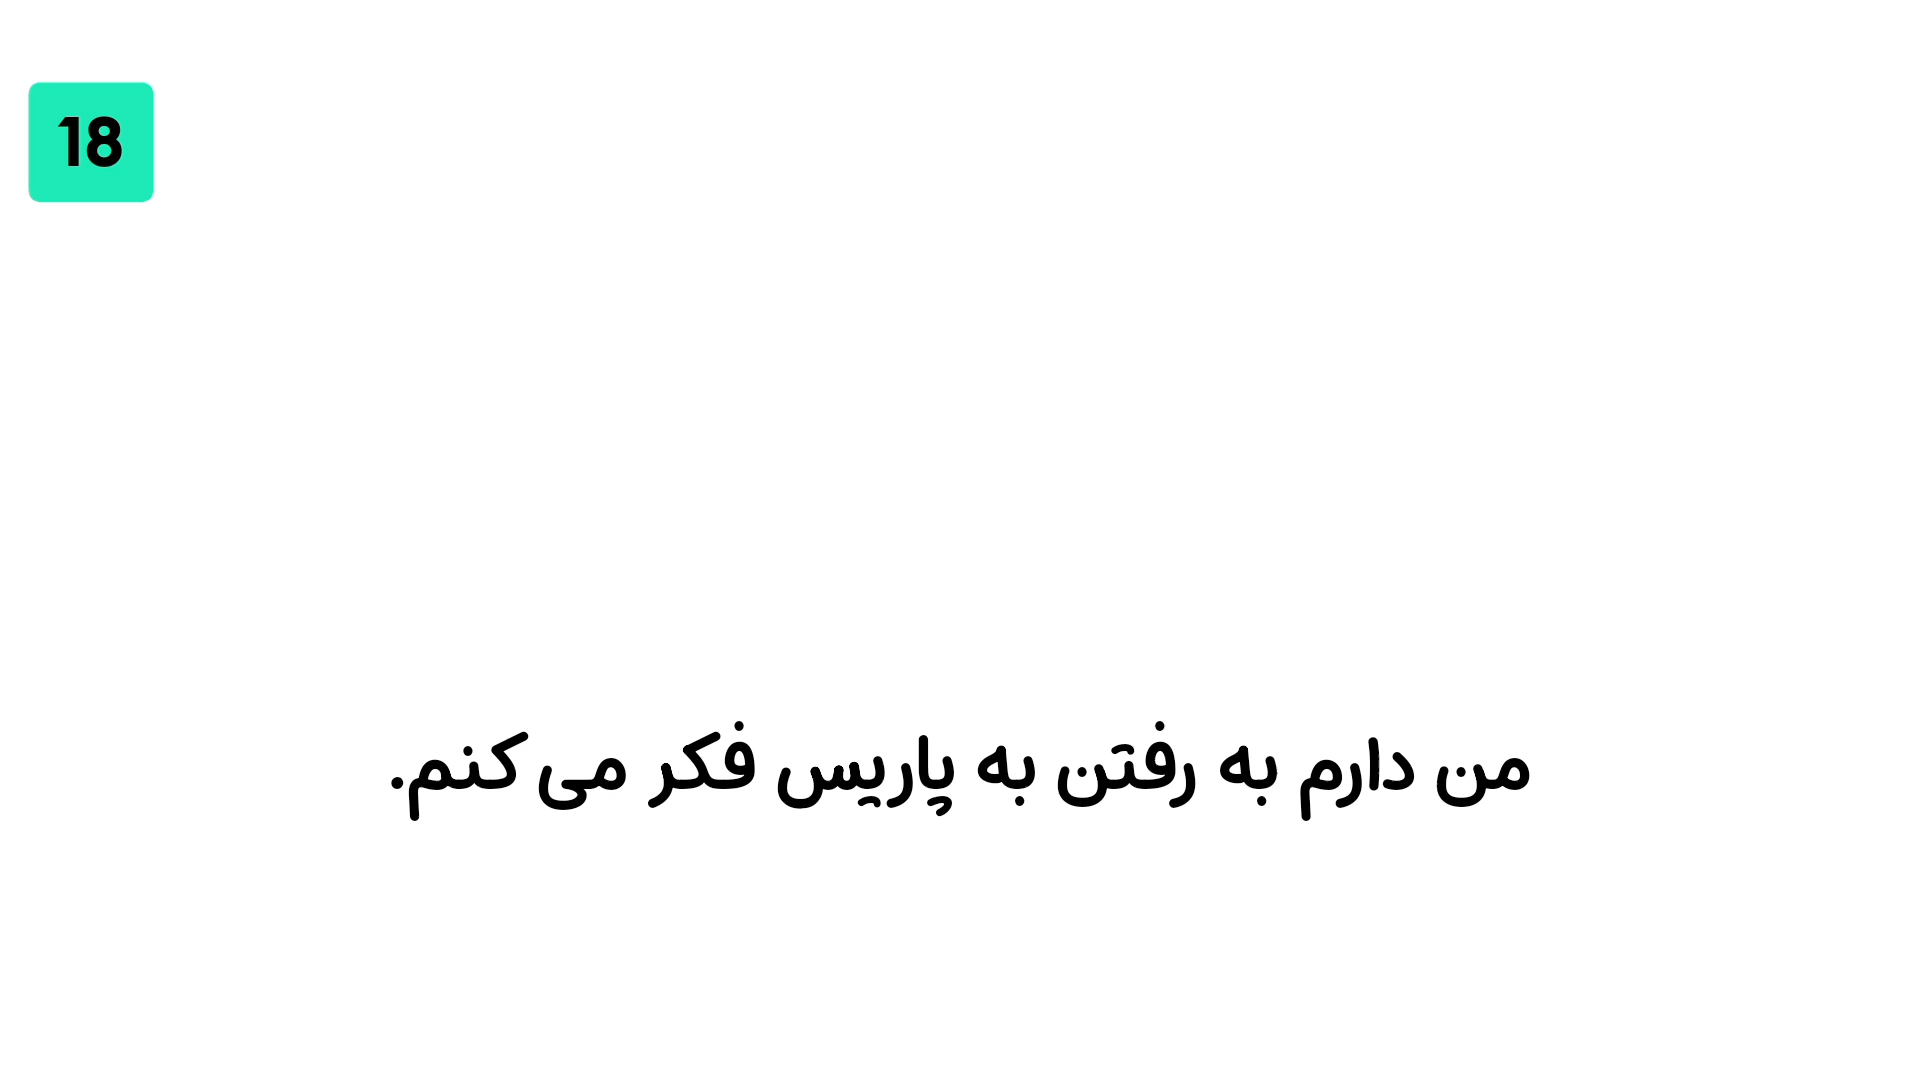 18
من دارم به رفتن به پاریس فکر می‌کنم.